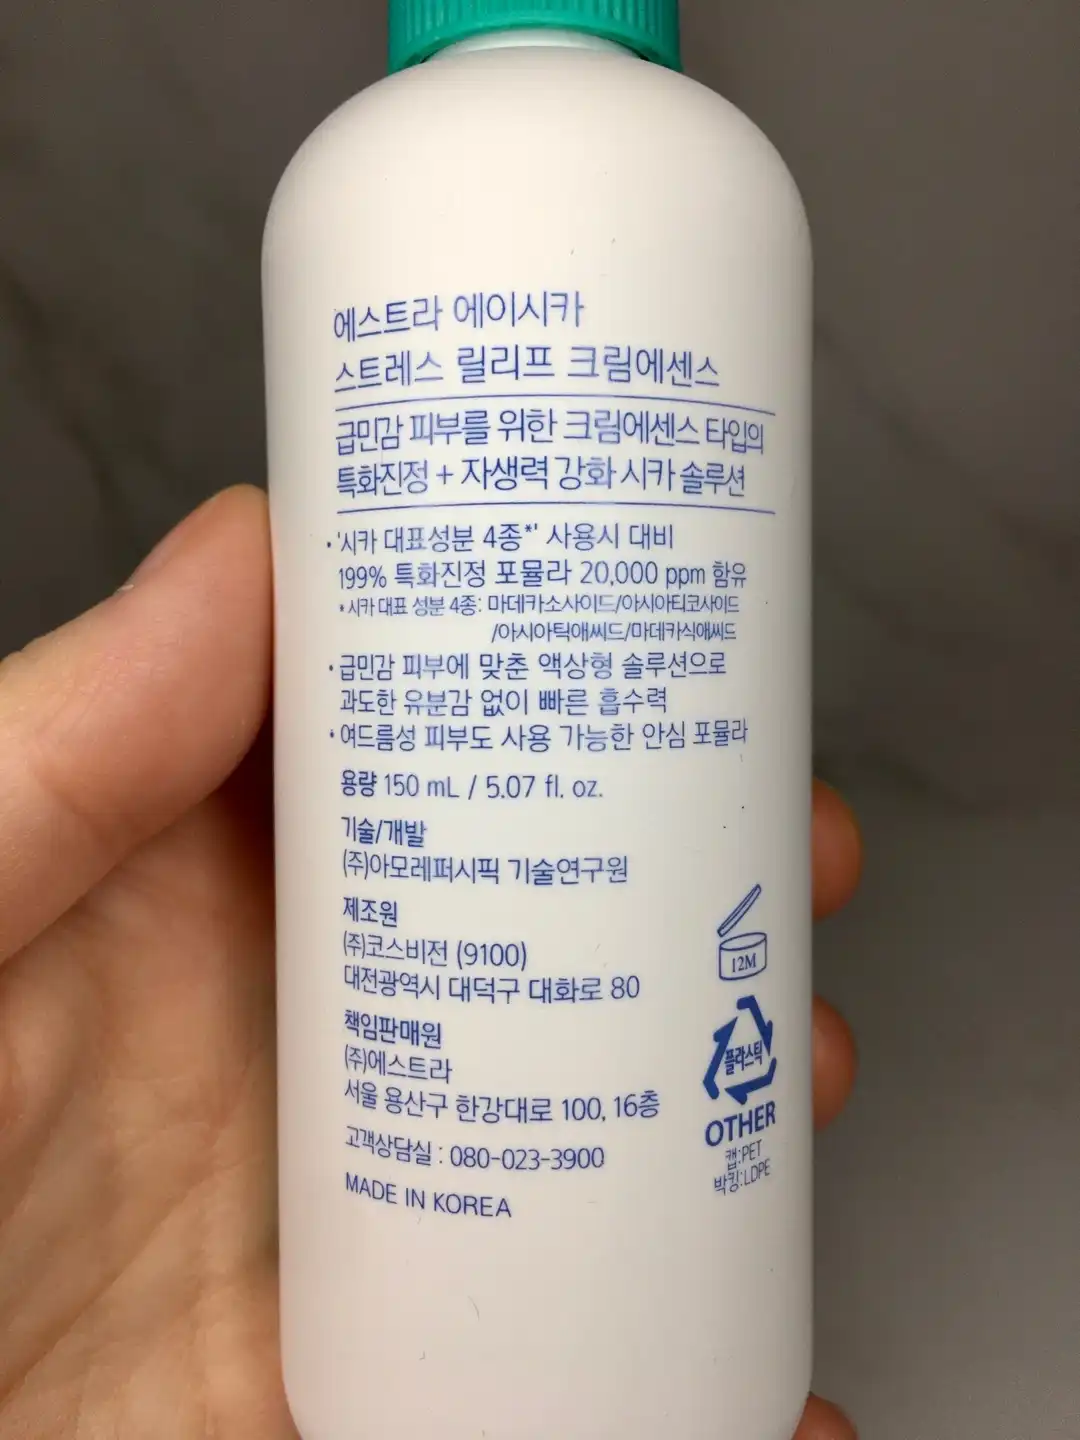 에스트라 에이시카
스트레스 릴리프 크림에센스
급민감 피부를 위한 크림에센스 타입의
특화진정 + 자생력 강화 시카 솔루션
• '시카 대표성분 4종*' 사용시 대비
199% 특화진정 포뮬라 20,000 ppm 함유
* 시카 대표 성분 4종: 마데카소사이드/아시아티코사이드
/아시아틱애씨드/마데카식애씨드
• 급민감 피부에 맞춘 액상형 솔루션으로
과도한 유분감 없이 빠른 흡수력
• 여드름성 피부도 사용 가능한 안심 포뮬라
용량 150 mL / 5.07 fl. oz.
기술/개발
(주)아모레퍼시픽 기술연구원
제조원
(주)코스비전 (9100)
대전광역시 대덕구 대화로 80
책임판매원
(주)에스트라
서울 용산구 한강대로 100, 16층
고객상담실 : 080-023-3900
MADE IN KOREA
12M
플라스틱
OTHER
캡:PET
박킹:LDPE